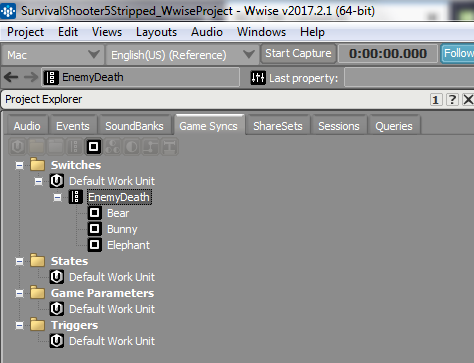 SurvivalShooter5Stripped_WwiseProject - Wwise v2017.2.1 (64-bit)
Project Edit Views Layouts Audio Windows Help
Mac English(US) (Reference) Start Capture 0:00:00.000 Follow
EnemyDeath Last property:
Project Explorer 1 ? X
Audio Events SoundBanks Game Syncs ShareSets Sessions Queries
Switches
Default Work Unit
EnemyDeath
Bear
Bunny
Elephant
States
Default Work Unit
Game Parameters
Default Work Unit
Triggers
Default Work Unit